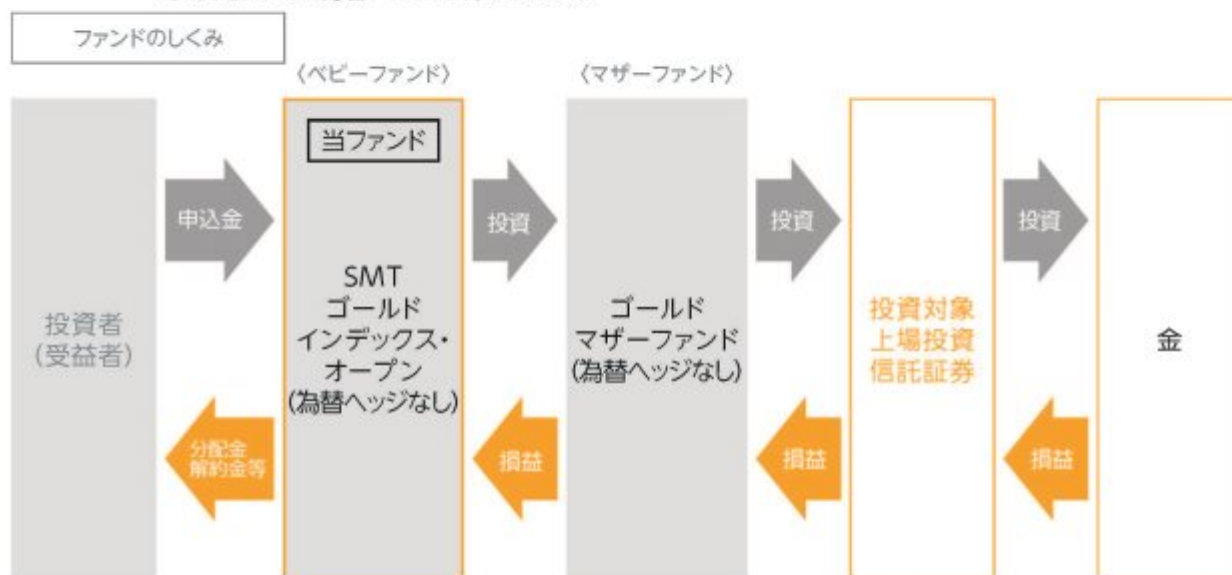 ファンドのしくみ
〈ベビーファンド〉
〈マザーファンド〉
投資者
(受益者)
申込金
分配金
解約金等
当ファンド
SMT
ゴールド
インデックス・
オープン
(為替ヘッジなし)
投資
損益
ゴールド
マザーファンド
(為替ヘッジなし)
投資
損益
投資対象
上場投資
信託証券
投資
損益
金